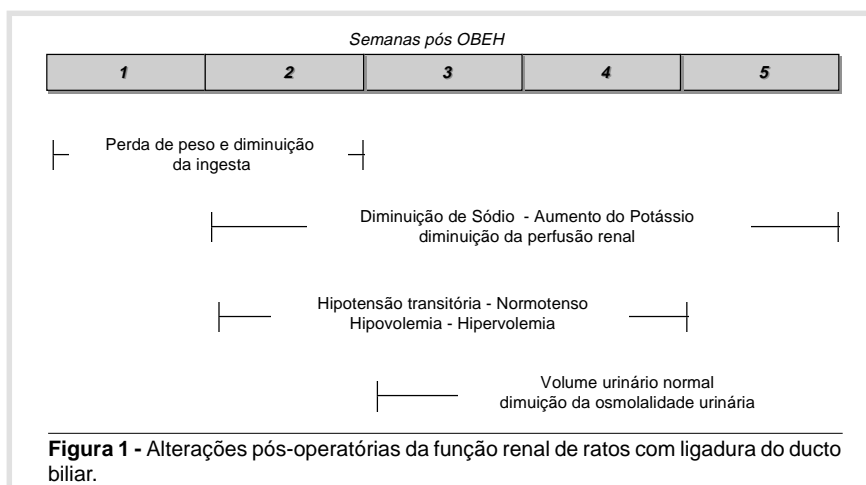 Semanas pós OBEH
1 2 3 4 5
Perda de peso e diminuição
da ingesta
Diminuição de Sódio - Aumento do Potássio
diminuição da perfusão renal
Hipotensão transitória - Normotenso
Hipovolemia - Hipervolemia
Volume urinário normal
dimuição da osmolalidade urinária
Figura 1 - Alterações pós-operatórias da função renal de ratos com ligadura do ducto
biliar.